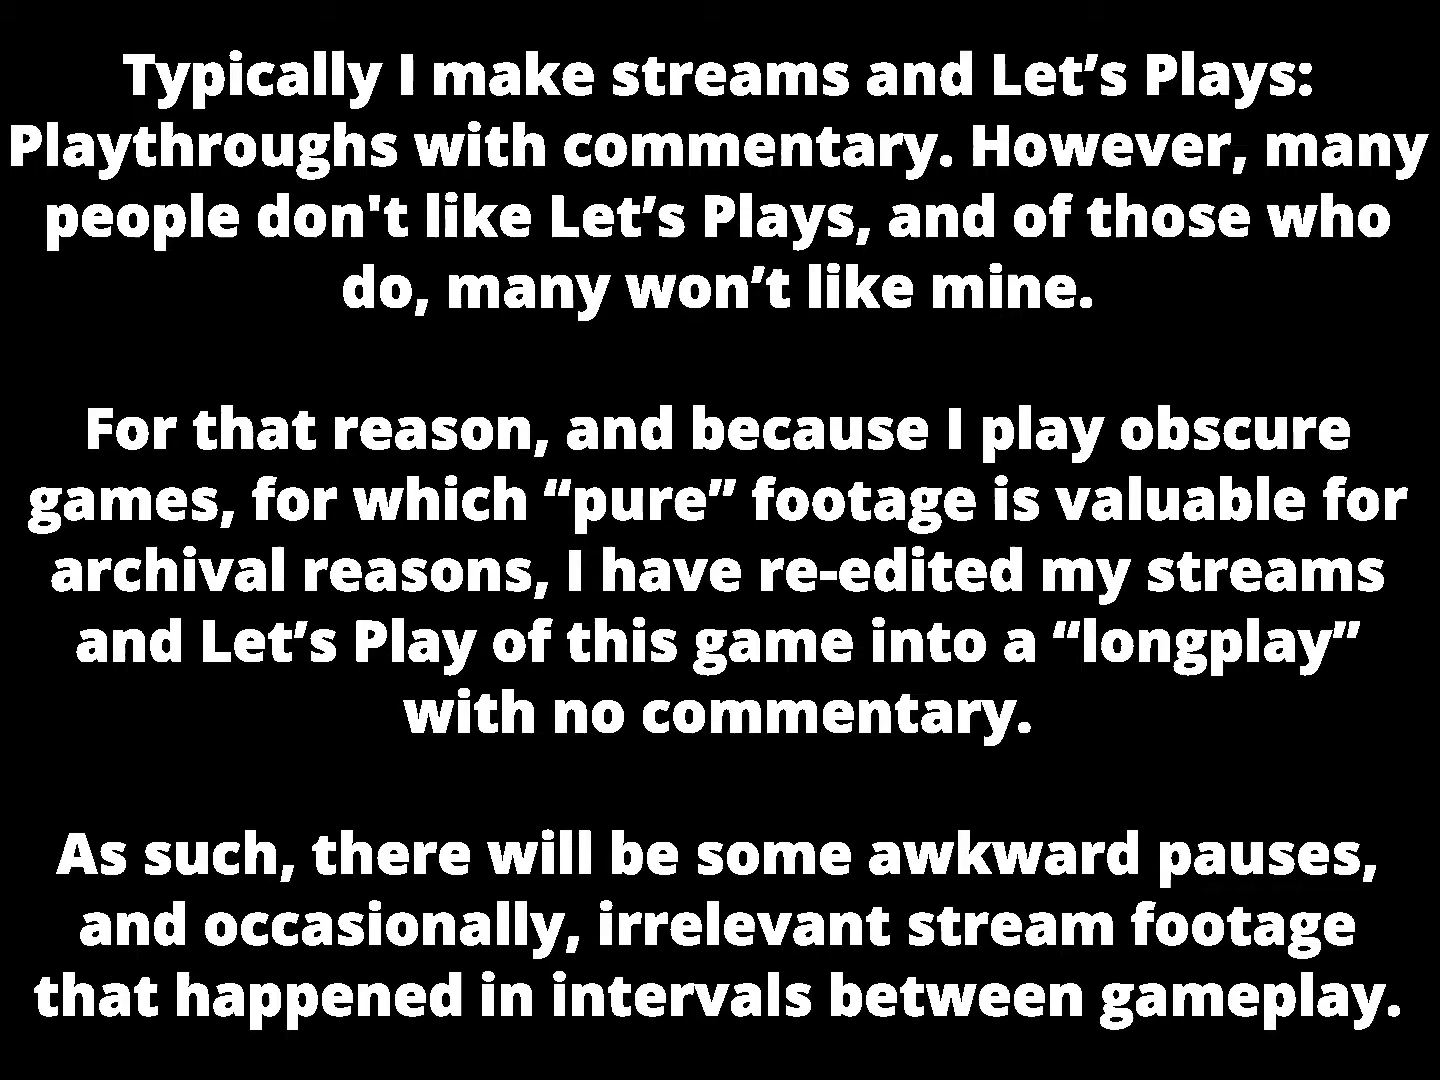 Typically I make streams and Let’s Plays:
Playthroughs with commentary. However, many
people don't like Let’s Plays, and of those who
do, many won’t like mine.
For that reason, and because I play obscure
games, for which “pure” footage is valuable for
archival reasons, I have re-edited my streams
and Let’s Play of this game into a “longplay”
with no commentary.
As such, there will be some awkward pauses,
and occasionally, irrelevant stream footage
that happened in intervals between gameplay.